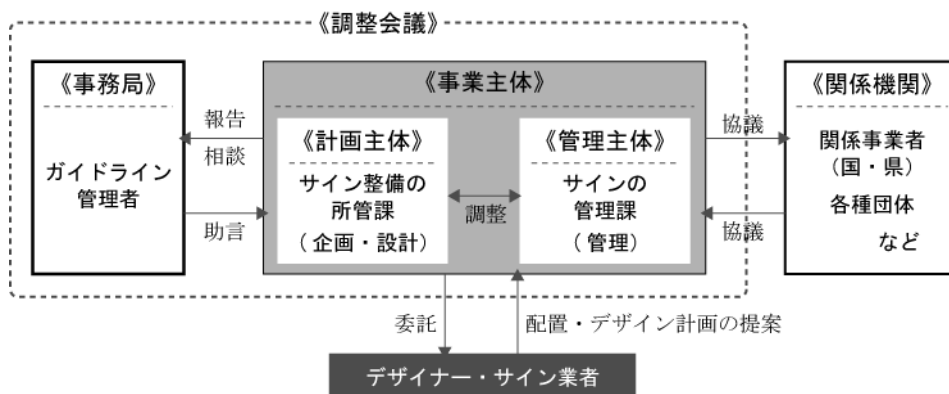 《調整会議》
《事務局》
ガイドライン
管理者
報告
相談
助言
《事業主体》
《計画主体》
サイン整備の
所管課
(企画・設計)
調整
《管理主体》
サインの
管理課
(管理)
協議
協議
《関係機関》
関係事業者
(国・県)
各種団体
など
委託
配置・デザイン計画の提案
デザイナー・サイン業者